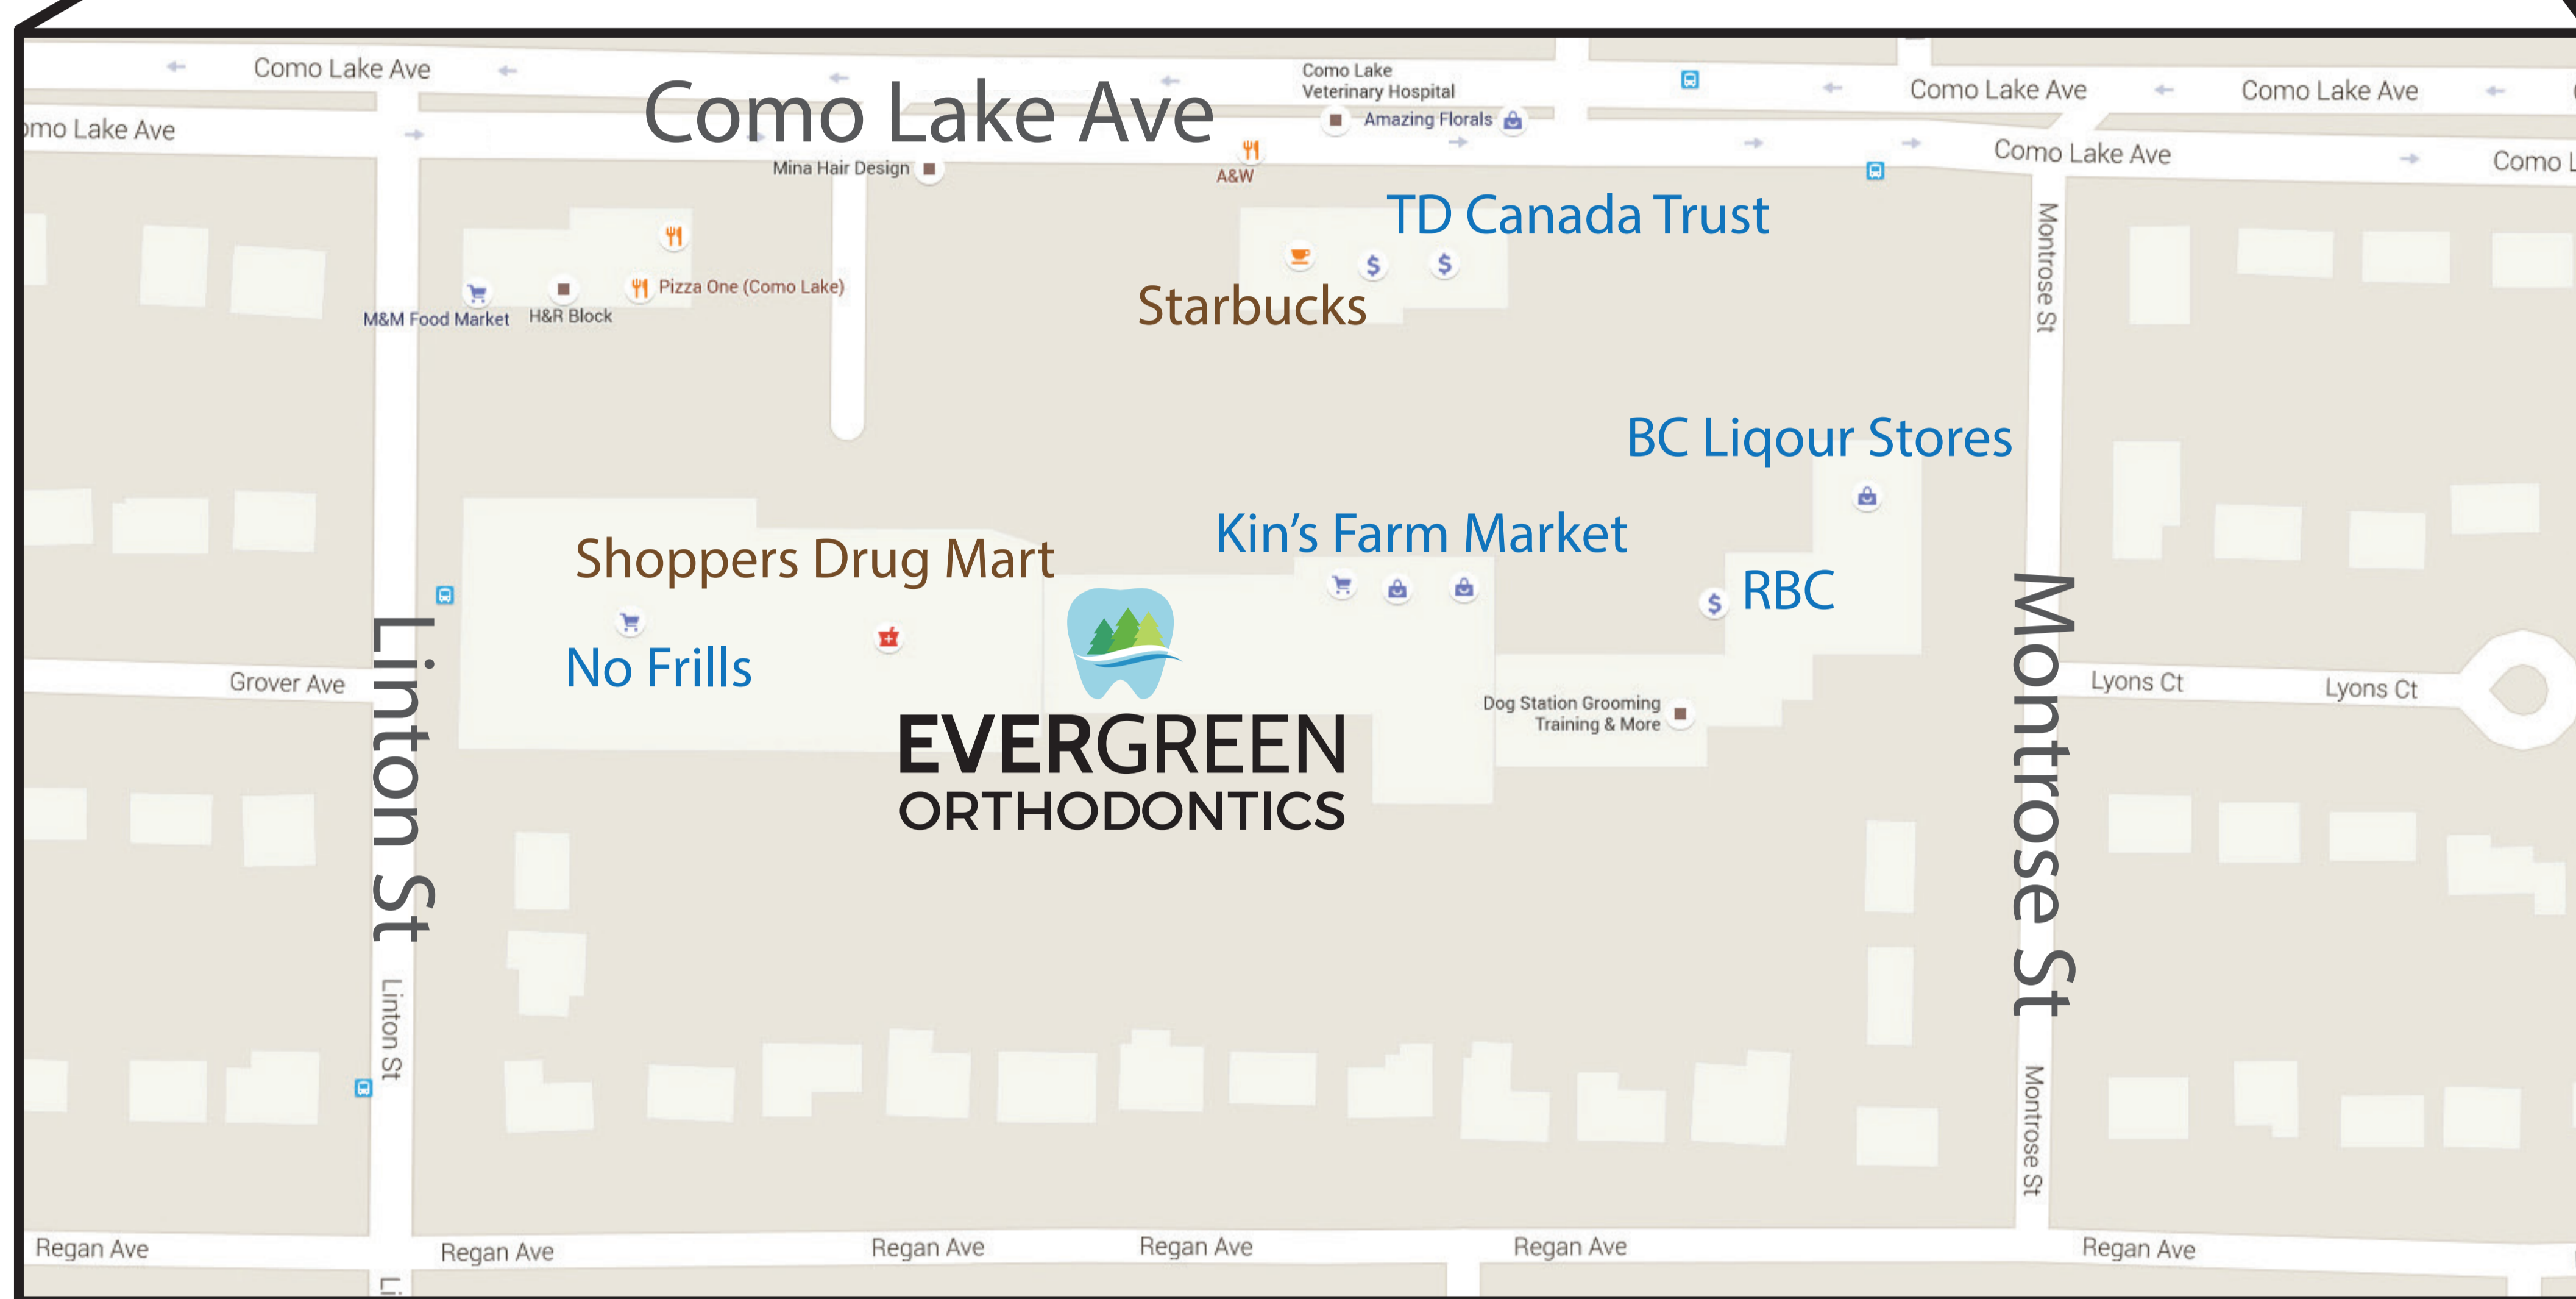 Como Lake Ave
Como Lake Ave
Como Lake
Veterinary Hospital
Como Lake Ave
Como Lake Ave
omo Lake Ave
Amazing Florals
Como Lake Ave
Como L
Mina Hair Design
A&W
TD Canada Trust
Montrose St
Pizza One (Como Lake)
M&M Food Market
H&R Block
Starbucks
BC Liqour Stores
Kin's Farm Market
Shoppers Drug Mart
RBC
No Frills
Linton St
Montrose St
Grover Ave
Lyons Ct
Lyons Ct
Dog Station Grooming
Training & More
EVERGREEN
ORTHODONTICS
Linton St
Montrose St
Regan Ave
Regan Ave
Regan Ave
Regan Ave
Regan Ave
Regan Ave
Li